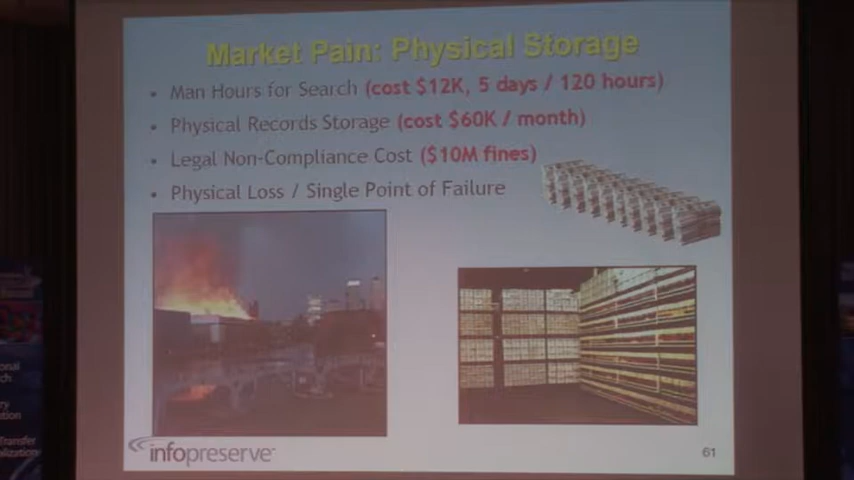 Market Pain: Physical Storage
• Man Hours for Search (cost $12K, 5 days / 120 hours)
• Physical Records Storage (cost $60K / month)
• Legal Non-Compliance Cost ($10M fines)
• Physical Loss / Single Point of Failure
infopreserve
61
Transfer